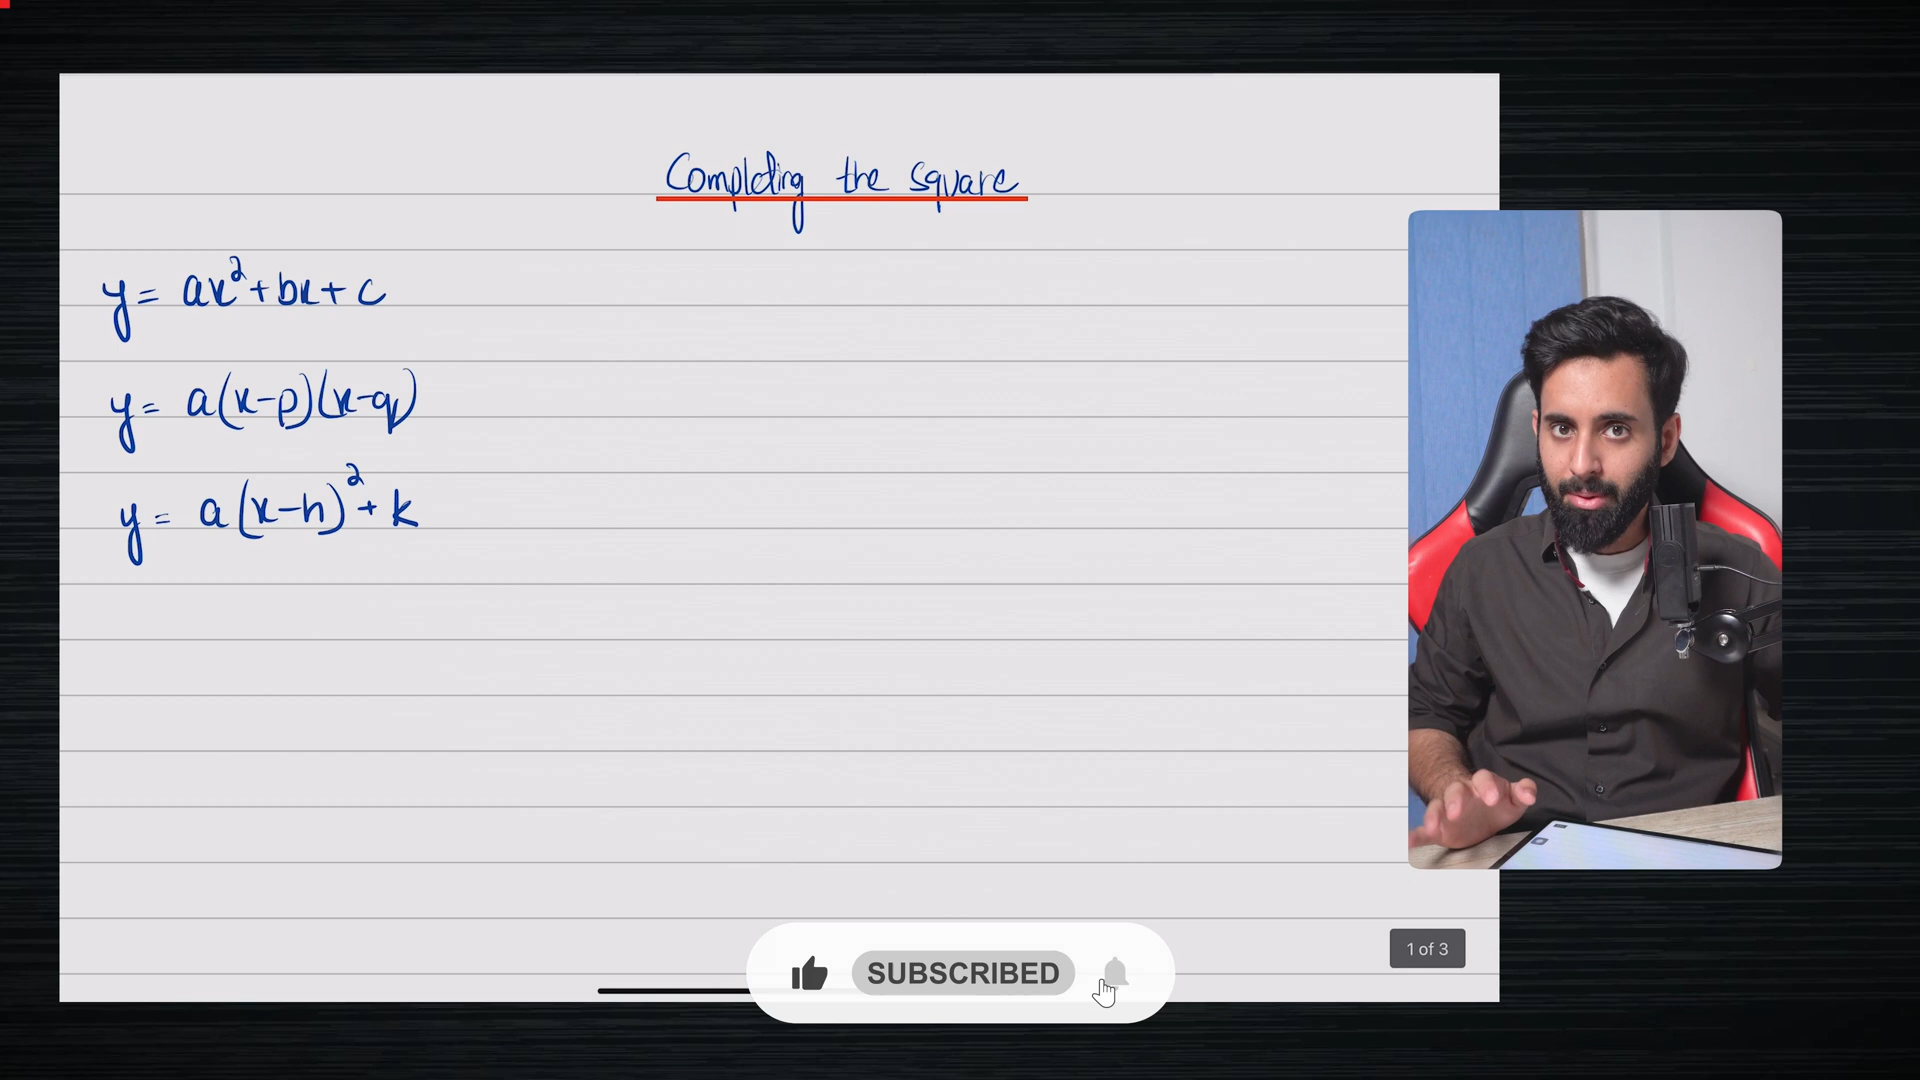 Completing the square
y = ax²+bx+c
y = a(x-p)(x-q)
y = a(x-h)²+k
1 of 3
SUBSCRIBED